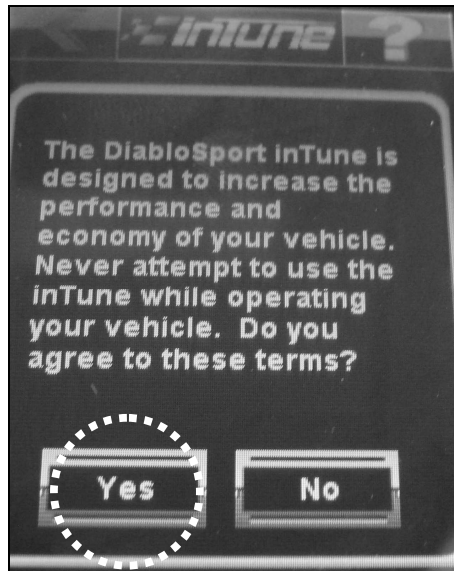 inTune ?
The DiabloSport inTune is
designed to increase the
performance and
economy of your vehicle.
Never attempt to use the
inTune while operating
your vehicle. Do you
agree to these terms?
Yes No